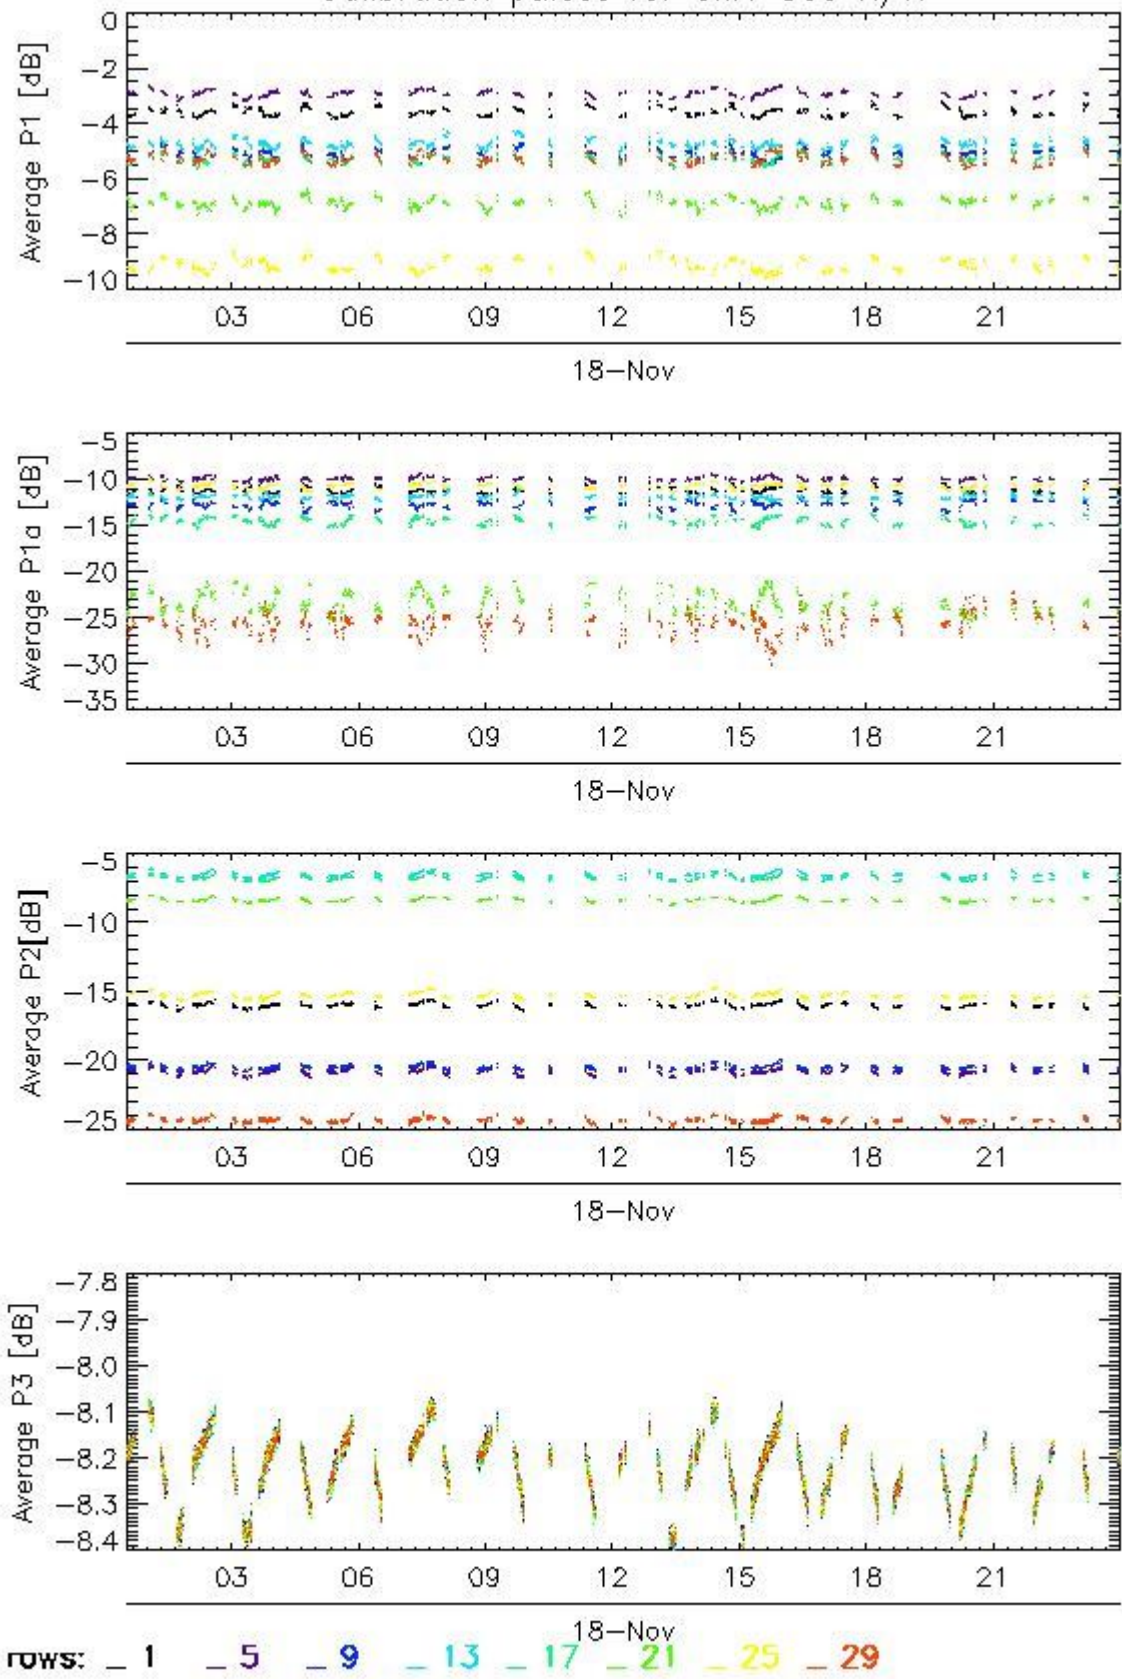 0
−2
−4
−6
−8
−10
Average P1 [dB]
03 06 09 12 15 18 21
18−Nov
−5
−10
−15
−20
−25
−30
−35
Average P1a [dB]
03 06 09 12 15 18 21
18−Nov
−5
−10
−15
−20
−25
Average P2[dB]
03 06 09 12 15 18 21
18−Nov
−7.8
−7.9
−8.0
−8.1
−8.2
−8.3
−8.4
Average P3 [dB]
03 06 09 12 15 18 21
18−Nov
rows: _ 1 _ 5 _ 9 _ 13 _ 17 _ 21 _ 25 _ 29